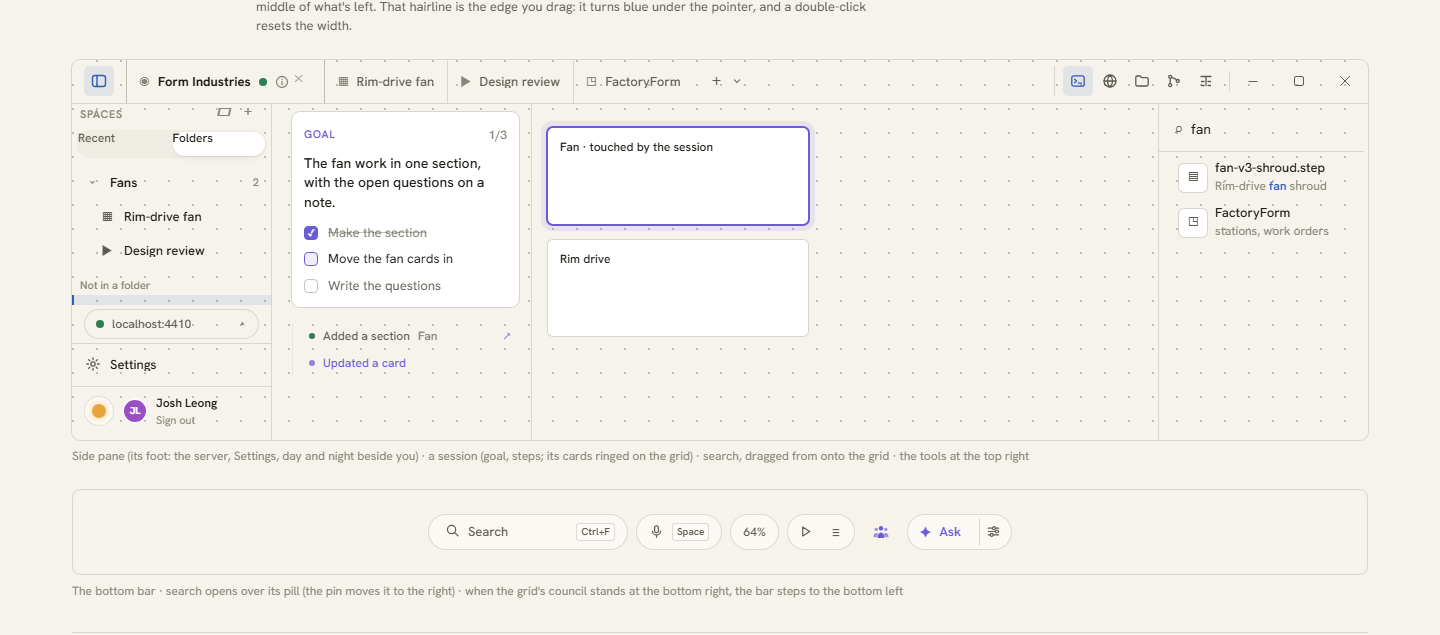 middle of what's left. That hairline is the edge you drag: it turns blue under the pointer, and a double-click
resets the width.
Form Industries
Rim-drive fan
Design review
FactoryForm
SPACES
Recent
Folders
Fans
2
Rim-drive fan
Design review
Not in a folder
localhost:4410
Settings
JL
Josh Leong
Sign out
GOAL
1/3
The fan work in one section,
with the open questions on a
note.
Make the section
Move the fan cards in
Write the questions
Added a section Fan
Updated a card
Fan · touched by the session
Rim drive
fan
fan-v3-shroud.step
Rim-drive fan shroud
FactoryForm
stations, work orders
Side pane (its foot: the server, Settings, day and night beside you) · a session (goal, steps; its cards ringed on the grid) · search, dragged from onto the grid · the tools at the top right
Search
Ctrl+F
Space
64%
Ask
The bottom bar · search opens over its pill (the pin moves it to the right) · when the grid's council stands at the bottom right, the bar steps to the bottom left